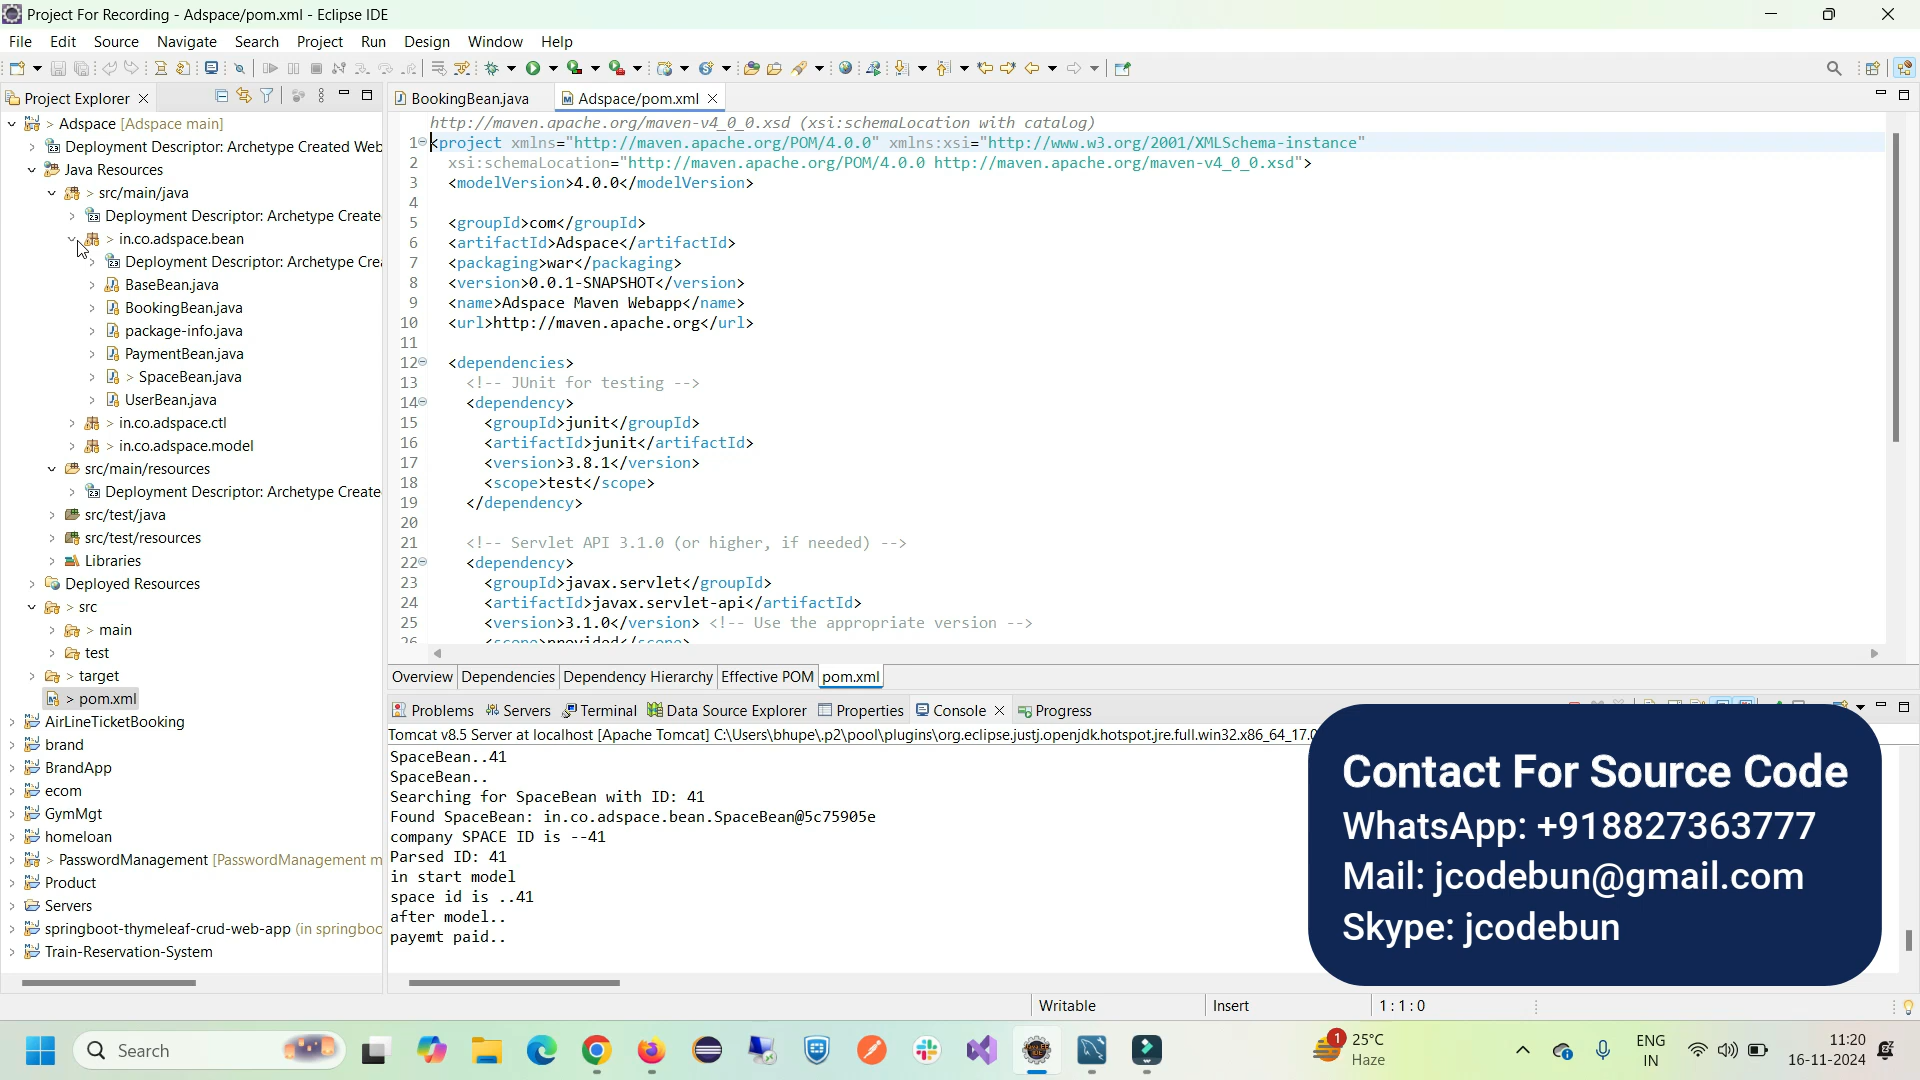 Project For Recording - Adspace/pom.xml - Eclipse IDE
File Edit Source Navigate Search Project Run Design Window Help
Project Explorer
BookingBean.java
Adspace/pom.xml
> Adspace [Adspace main]
Deployment Descriptor: Archetype Created Web
Java Resources
> src/main/java
Deployment Descriptor: Archetype Create
> in.co.adspace.bean
Deployment Descriptor: Archetype Cre
BaseBean.java
BookingBean.java
package-info.java
PaymentBean.java
> SpaceBean.java
UserBean.java
> in.co.adspace.ctl
> in.co.adspace.model
src/main/resources
Deployment Descriptor: Archetype Create
src/test/java
src/test/resources
Libraries
Deployed Resources
> src
> main
test
> target
> pom.xml
AirLineTicketBooking
brand
BrandApp
ecom
GymMgt
homeloan
> PasswordManagement [PasswordManagement m
Product
Servers
springboot-thymeleaf-crud-web-app (in springboo
Train-Reservation-System
http://maven.apache.org/maven-v4_0_0.xsd (xsi:schemaLocation with catalog)
1 <project xmlns="http://maven.apache.org/POM/4.0.0" xmlns:xsi="http://www.w3.org/2001/XMLSchema-instance"
2 xsi:schemaLocation="http://maven.apache.org/POM/4.0.0 http://maven.apache.org/maven-v4_0_0.xsd">
3 <modelVersion>4.0.0</modelVersion>
4
5 <groupId>com</groupId>
6 <artifactId>Adspace</artifactId>
7 <packaging>war</packaging>
8 <version>0.0.1-SNAPSHOT</version>
9 <name>Adspace Maven Webapp</name>
10 <url>http://maven.apache.org</url>
11
12 <dependencies>
13 <!-- JUnit for testing -->
14 <dependency>
15 <groupId>junit</groupId>
16 <artifactId>junit</artifactId>
17 <version>3.8.1</version>
18 <scope>test</scope>
19 </dependency>
20
21 <!-- Servlet API 3.1.0 (or higher, if needed) -->
22 <dependency>
23 <groupId>javax.servlet</groupId>
24 <artifactId>javax.servlet-api</artifactId>
25 <version>3.1.0</version> <!-- Use the appropriate version -->
26 <scope>provided</scope>
Overview Dependencies Dependency Hierarchy Effective POM pom.xml
Problems Servers Terminal Data Source Explorer Properties Console Progress
Tomcat v8.5 Server at localhost [Apache Tomcat] C:\Users\bhupe\.p2\pool\plugins\org.eclipse.justj.openjdk.hotspot.jre.full.win32.x86_64_17.0
SpaceBean..41
SpaceBean..
Searching for SpaceBean with ID: 41
Found SpaceBean: in.co.adspace.bean.SpaceBean@5c75905e
company SPACE ID is --41
Parsed ID: 41
in start model
space id is ..41
after model..
payemt paid..
Contact For Source Code
WhatsApp: +918827363777
Mail: jcodebun@gmail.com
Skype: jcodebun
Writable Insert 1 : 1 : 0
Search
1
25°C
Haze
ENG
IN
11:20
16-11-2024